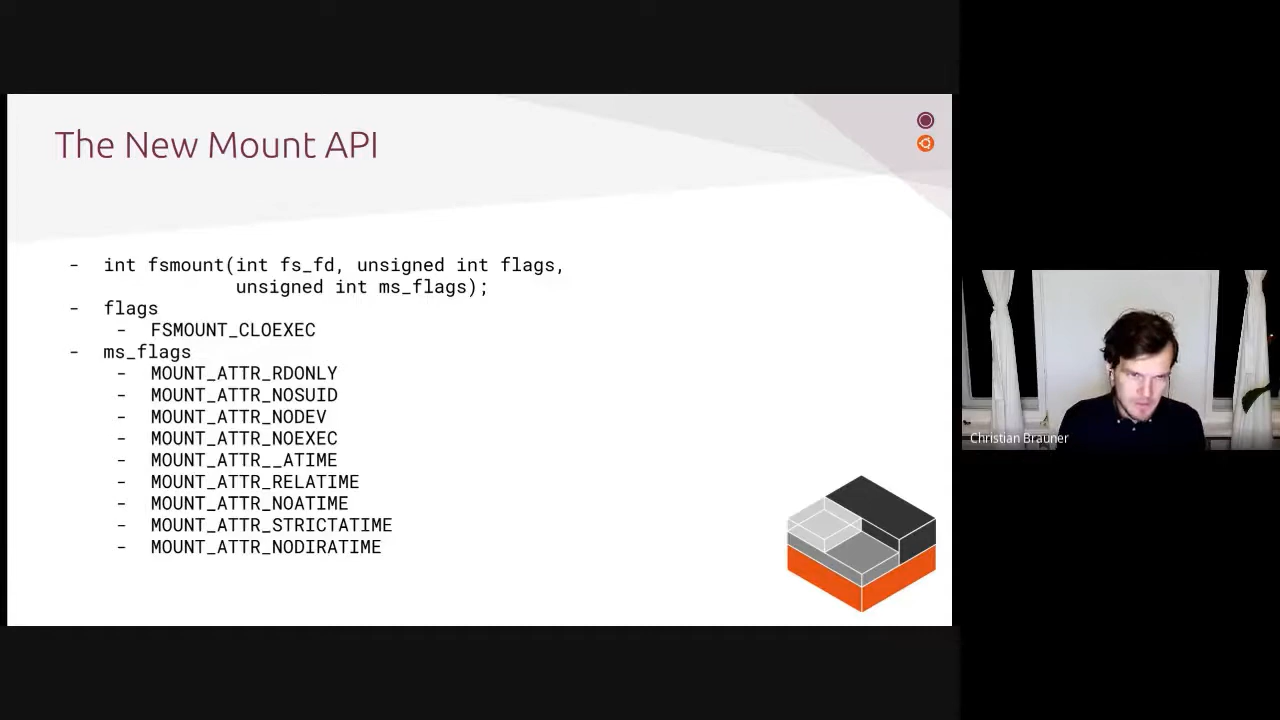 The New Mount API
- int fsmount(int fs_fd, unsigned int flags,
unsigned int ms_flags);
- flags
- FSMOUNT_CLOEXEC
- ms_flags
- MOUNT_ATTR_RDONLY
- MOUNT_ATTR_NOSUID
- MOUNT_ATTR_NODEV
- MOUNT_ATTR_NOEXEC
- MOUNT_ATTR__ATIME
- MOUNT_ATTR_RELATIME
- MOUNT_ATTR_NOATIME
- MOUNT_ATTR_STRICTATIME
- MOUNT_ATTR_NODIRATIME
Christian Brauner